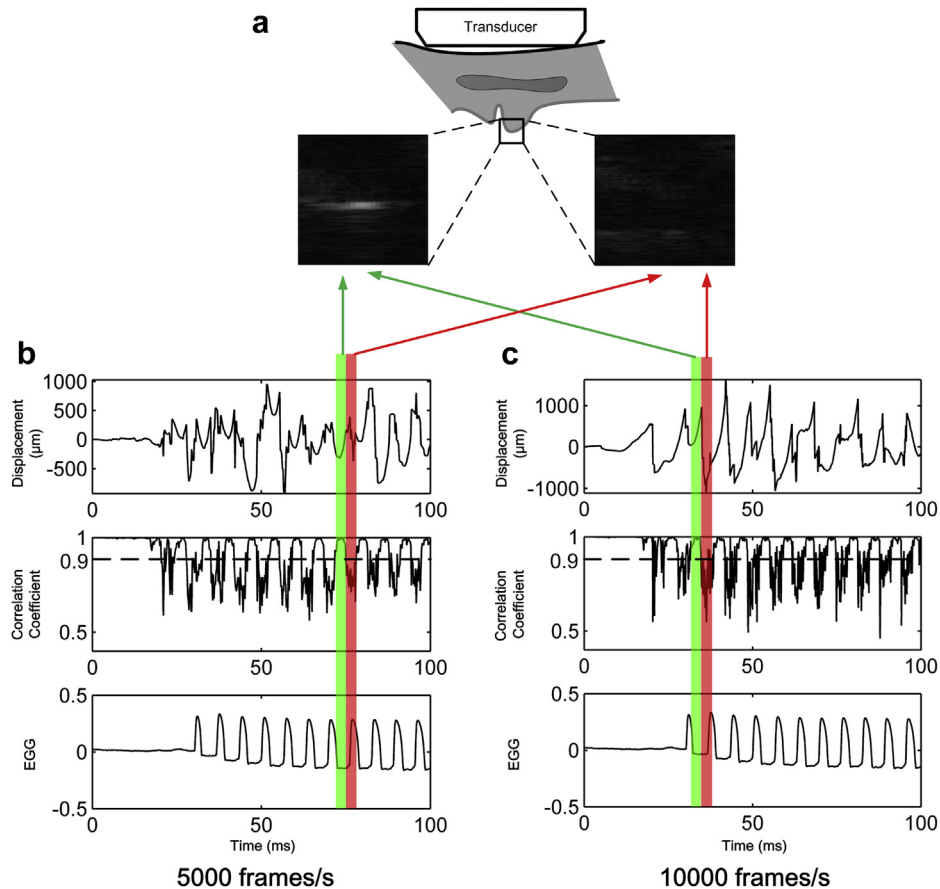 a
Transducer
b
c
Displacement
(µm)
1000
500
0
-500
0
50
100
Displacement
(µm)
1000
0
-1000
0
50
100
Correlation
Coefficient
1
0.9
0.5
0
50
100
Correlation
Coefficient
1
0.9
0.5
0
50
100
EGG
0.5
0
-0.5
0
50
100
Time (ms)
EGG
0.5
0
-0.5
0
50
100
Time (ms)
5000 frames/s
10000 frames/s